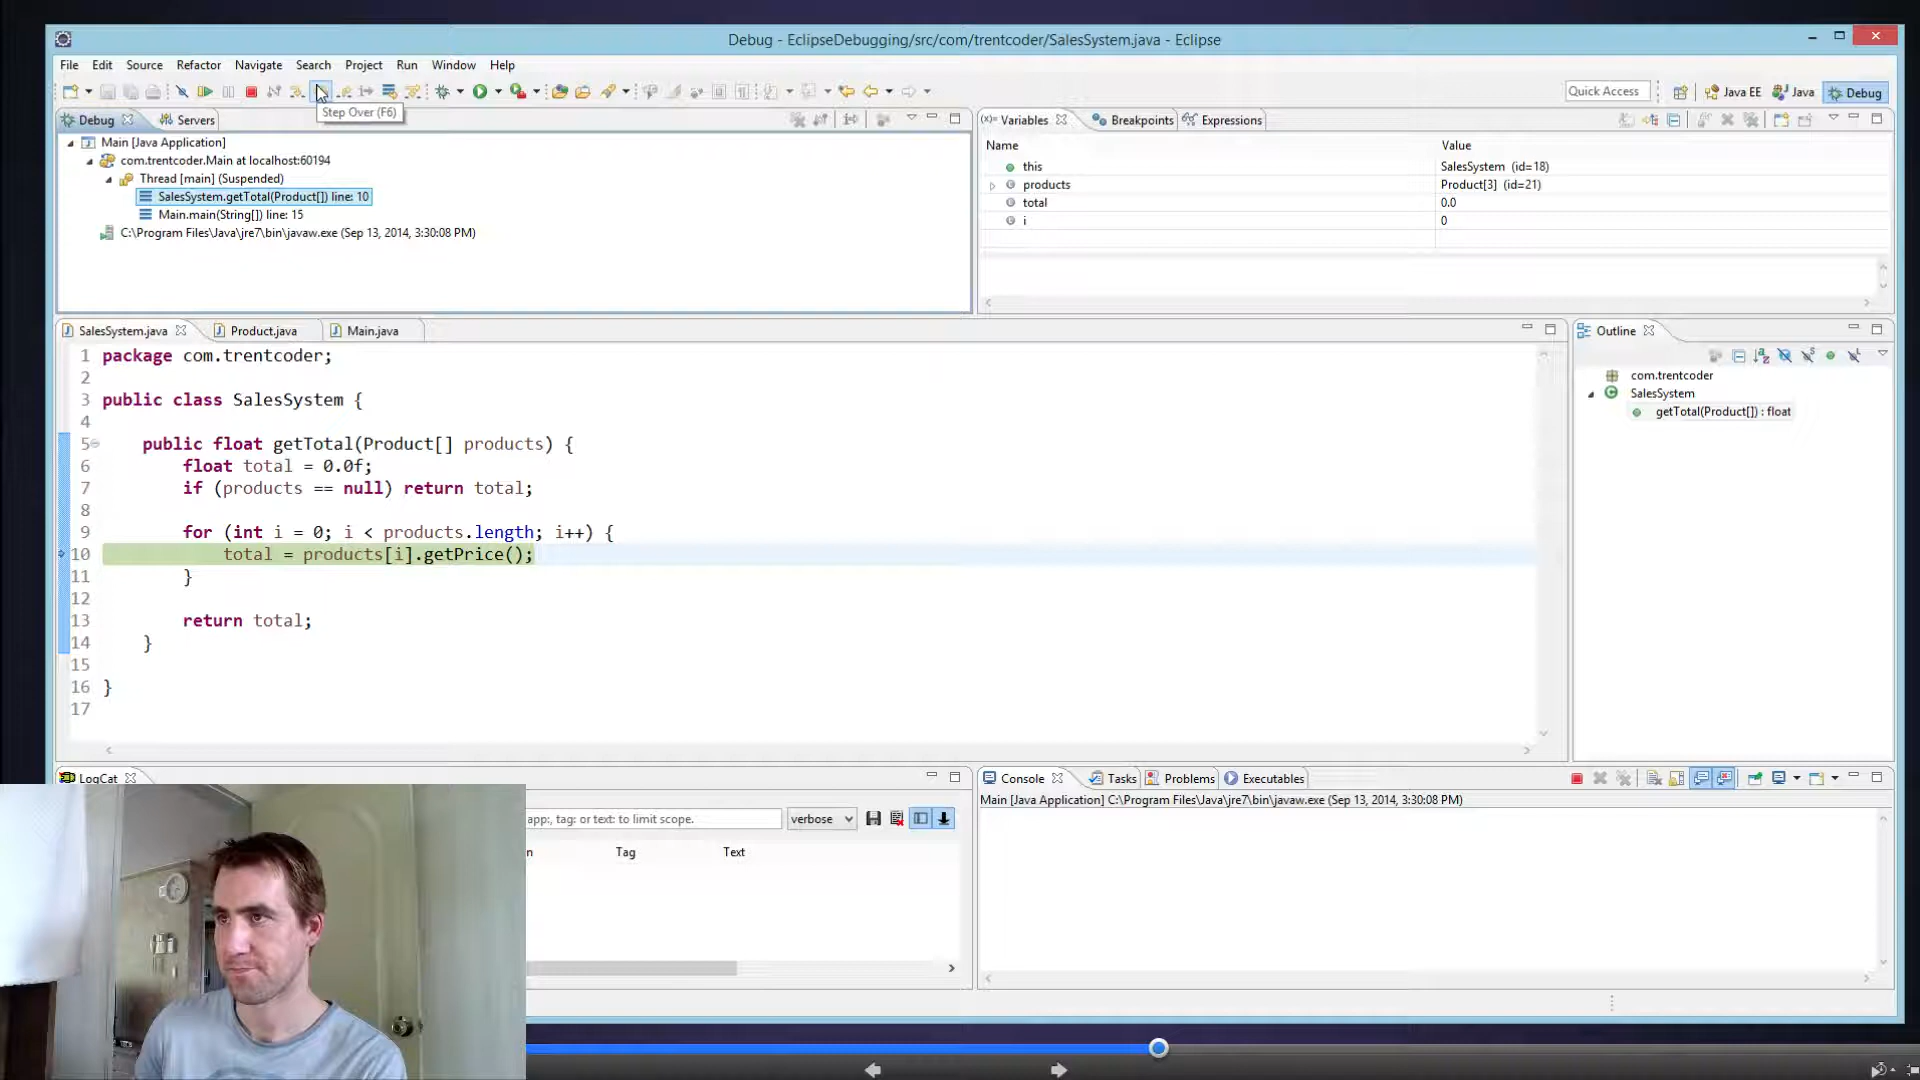 Debug - EclipseDebugging/src/com/trentcoder/SalesSystem.java - Eclipse
File Edit Source Refactor Navigate Search Project Run Window Help
Quick Access
Java EE
Java
Debug
Step Over (F6)
Debug
Servers
Main [Java Application]
com.trentcoder.Main at localhost:60194
Thread [main] (Suspended)
SalesSystem.getTotal(Product[]) line: 10
Main.main(String[]) line: 15
C:\Program Files\Java\jre7\bin\javaw.exe (Sep 13, 2014, 3:30:08 PM)
(x)= Variables
Breakpoints
Expressions
Name Value
this SalesSystem (id=18)
products Product[3] (id=21)
total 0.0
i 0
SalesSystem.java
Product.java
Main.java
1 package com.trentcoder;
2
3 public class SalesSystem {
4
5 public float getTotal(Product[] products) {
6 float total = 0.0f;
7 if (products == null) return total;
8
9 for (int i = 0; i < products.length; i++) {
10 total = products[i].getPrice();
11 }
12
13 return total;
14 }
15
16 }
17
Outline
com.trentcoder
SalesSystem
getTotal(Product[]) : float
LogCat
app:, tag: or text: to limit scope.
verbose
n Tag Text
Console
Tasks
Problems
Executables
Main [Java Application] C:\Program Files\Java\jre7\bin\javaw.exe (Sep 13, 2014, 3:30:08 PM)